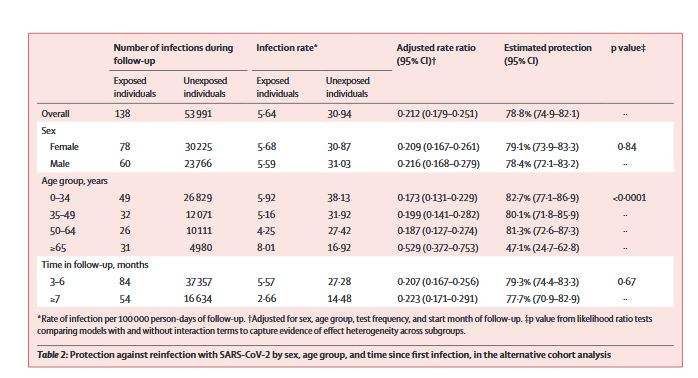 Number of infections during follow-up Infection rate* Adjusted rate ratio (95% CI)† Estimated protection (95% CI) p value‡
Exposed individuals Unexposed individuals Exposed individuals Unexposed individuals
Overall 138 53 991 5·64 30·94 0·212 (0·179–0·251) 78·8% (74·9–82·1) ··
Sex
Female 78 30 225 5·68 30·87 0·209 (0·167–0·261) 79·1% (73·9–83·3) 0·84
Male 60 23 766 5·59 31·03 0·216 (0·168–0·279) 78·4% (72·1–83·2) ··
Age group, years
0–34 49 26 829 5·92 38·13 0·173 (0·131–0·229) 82·7% (77·1–86·9) <0·0001
35–49 32 12 071 5·16 31·92 0·199 (0·141–0·282) 80·1% (71·8–85·9) ··
50–64 26 10 111 4·25 27·42 0·187 (0·127–0·274) 81·3% (72·6–87·3) ··
≥65 31 4980 8·01 16·92 0·529 (0·372–0·753) 47·1% (24·7–62·8) ··
Time in follow-up, months
3–6 84 37 357 5·57 27·28 0·207 (0·167–0·256) 79·3% (74·4–83·3) 0·67
≥7 54 16 634 2·66 14·48 0·223 (0·171–0·291) 77·7% (70·9–82·9) ··
*Rate of infection per 100 000 person-days of follow-up. †Adjusted for sex, age group, test frequency, and start month of follow-up. ‡p value from likelihood ratio tests
comparing models with and without interaction terms to capture evidence of effect heterogeneity across subgroups.
Table 2: Protection against reinfection with SARS-CoV-2 by sex, age group, and time since first infection, in the alternative cohort analysis